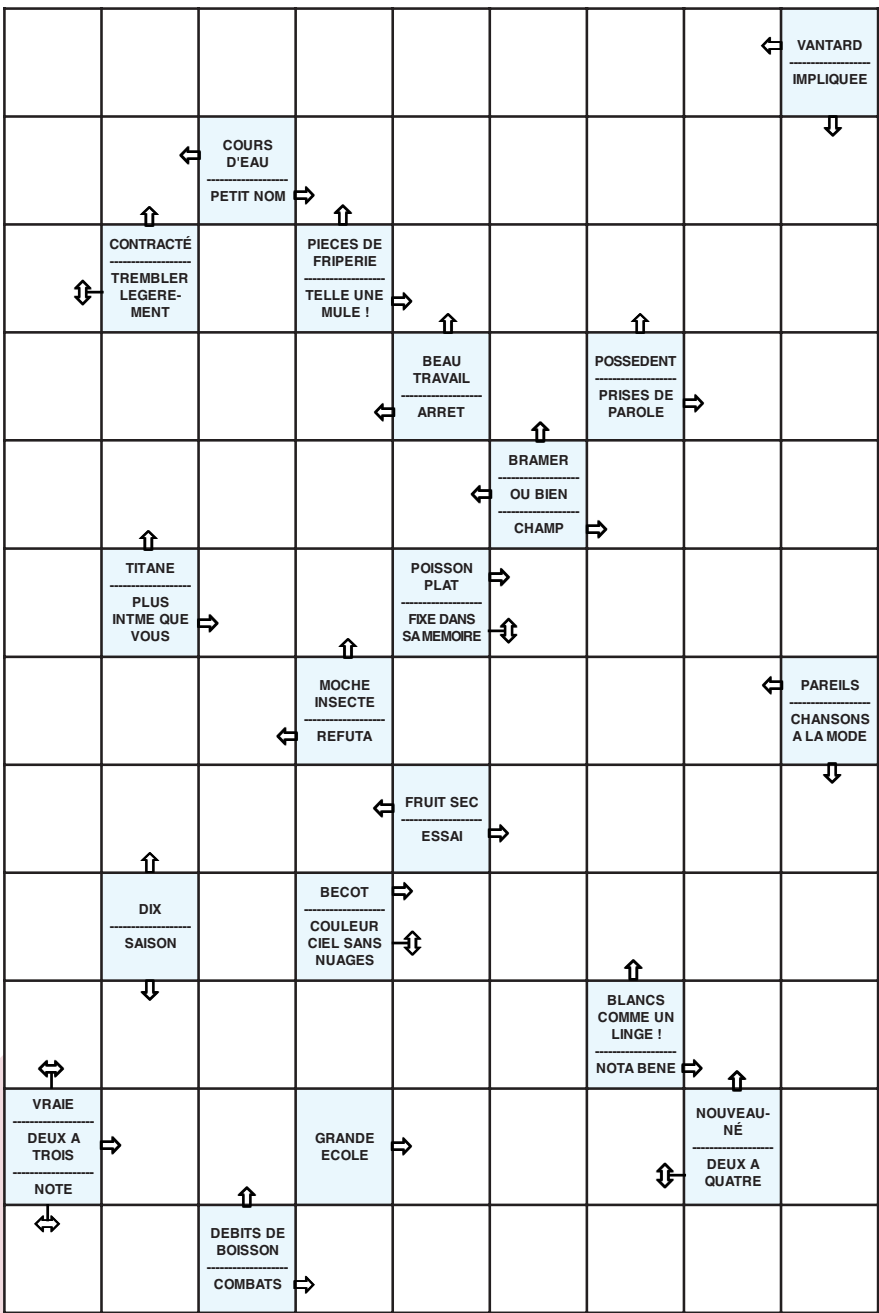 VANTARD
IMPLIQUEE
COURS
D'EAU
PETIT NOM
CONTRACTÉ
TREMBLER
LEGERE-
MENT
PIECES DE
FRIPERIE
TELLE UNE
MULE !
BEAU
TRAVAIL
ARRET
POSSEDENT
PRISES DE
PAROLE
BRAMER
OU BIEN
CHAMP
TITANE
PLUS
INTME QUE
VOUS
POISSON
PLAT
FIXE DANS
SA MEMOIRE
MOCHE
INSECTE
REFUTA
PAREILS
CHANSONS
A LA MODE
FRUIT SEC
ESSAI
DIX
SAISON
BECOT
COULEUR
CIEL SANS
NUAGES
BLANCS
COMME UN
LINGE !
NOTA BENE
VRAIE
DEUX A
TROIS
NOTE
GRANDE
ECOLE
NOUVEAU-
NÉ
DEUX A
QUATRE
DEBITS DE
BOISSON
COMBATS